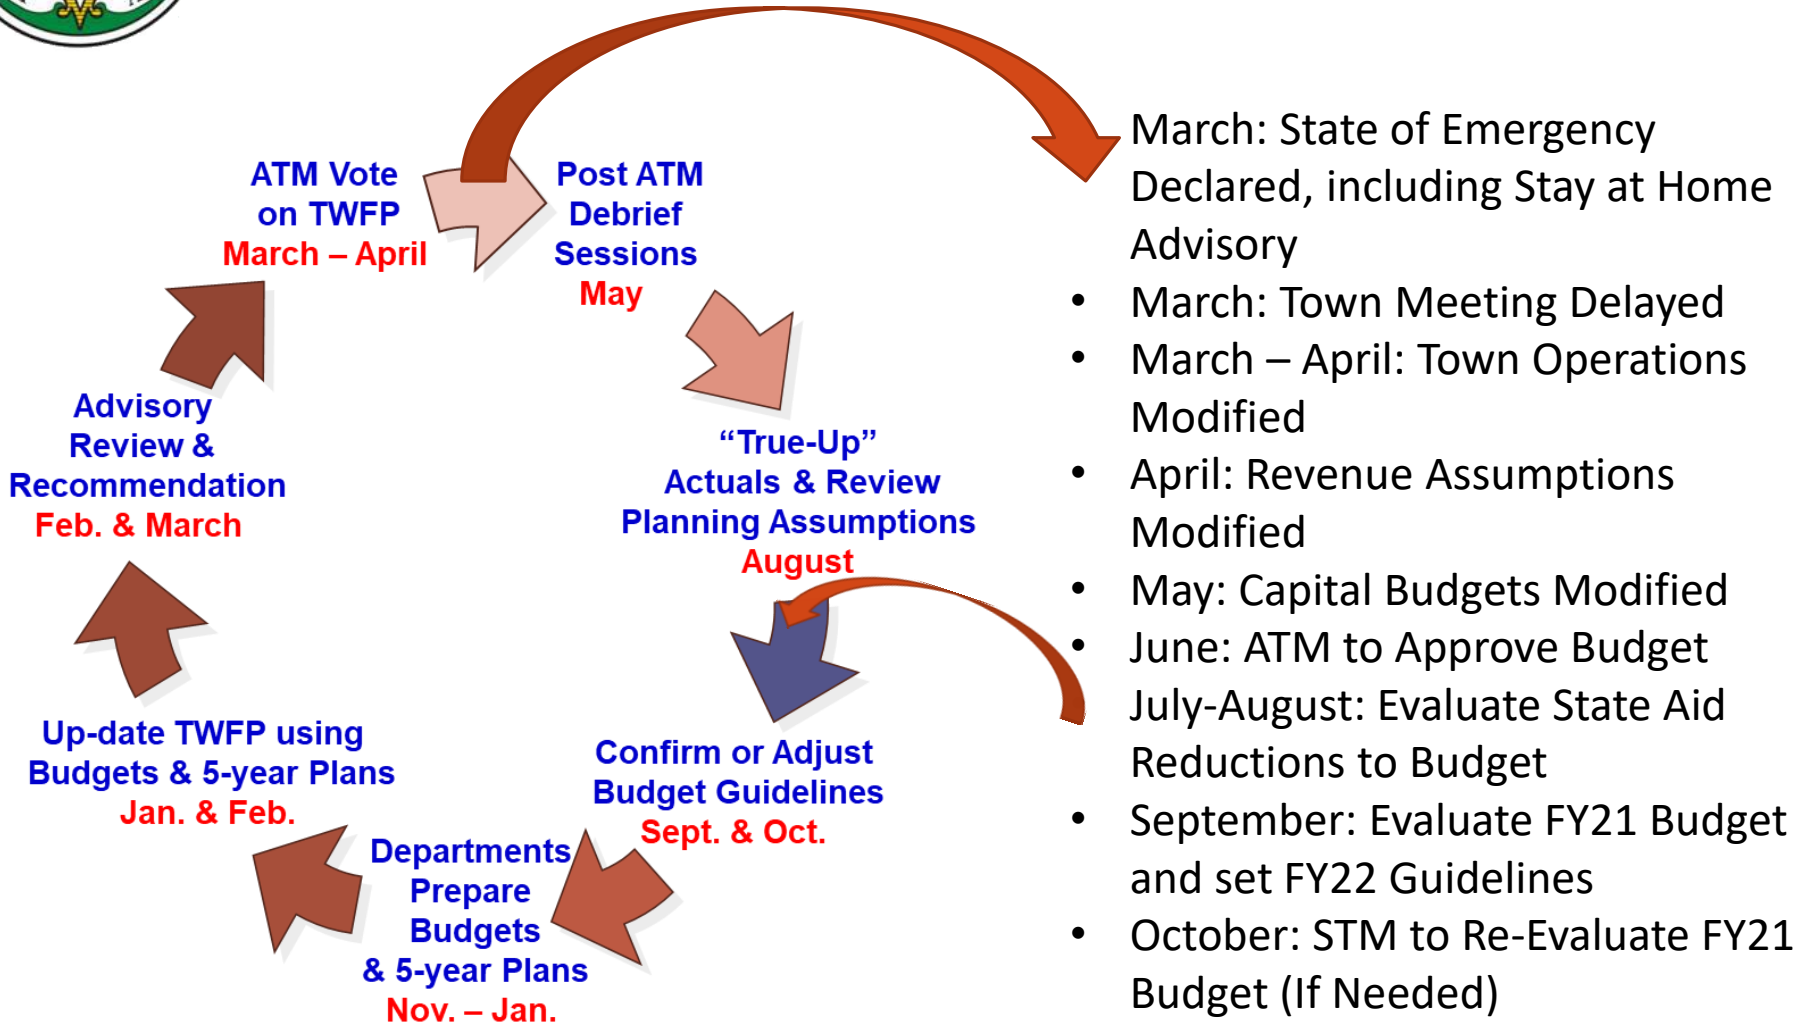 ATM Vote
on TWFP
March – April
Post ATM
Debrief
Sessions
May
“True-Up”
Actuals & Review
Planning Assumptions
August
Confirm or Adjust
Budget Guidelines
Sept. & Oct.
Departments
Prepare
Budgets
& 5-year Plans
Nov. – Jan.
Up-date TWFP using
Budgets & 5-year Plans
Jan. & Feb.
Advisory
Review &
Recommendation
Feb. & March
March: State of Emergency
Declared, including Stay at Home
Advisory
• March: Town Meeting Delayed
• March – April: Town Operations
Modified
• April: Revenue Assumptions
Modified
• May: Capital Budgets Modified
• June: ATM to Approve Budget
July-August: Evaluate State Aid
Reductions to Budget
• September: Evaluate FY21 Budget
and set FY22 Guidelines
• October: STM to Re-Evaluate FY21
Budget (If Needed)